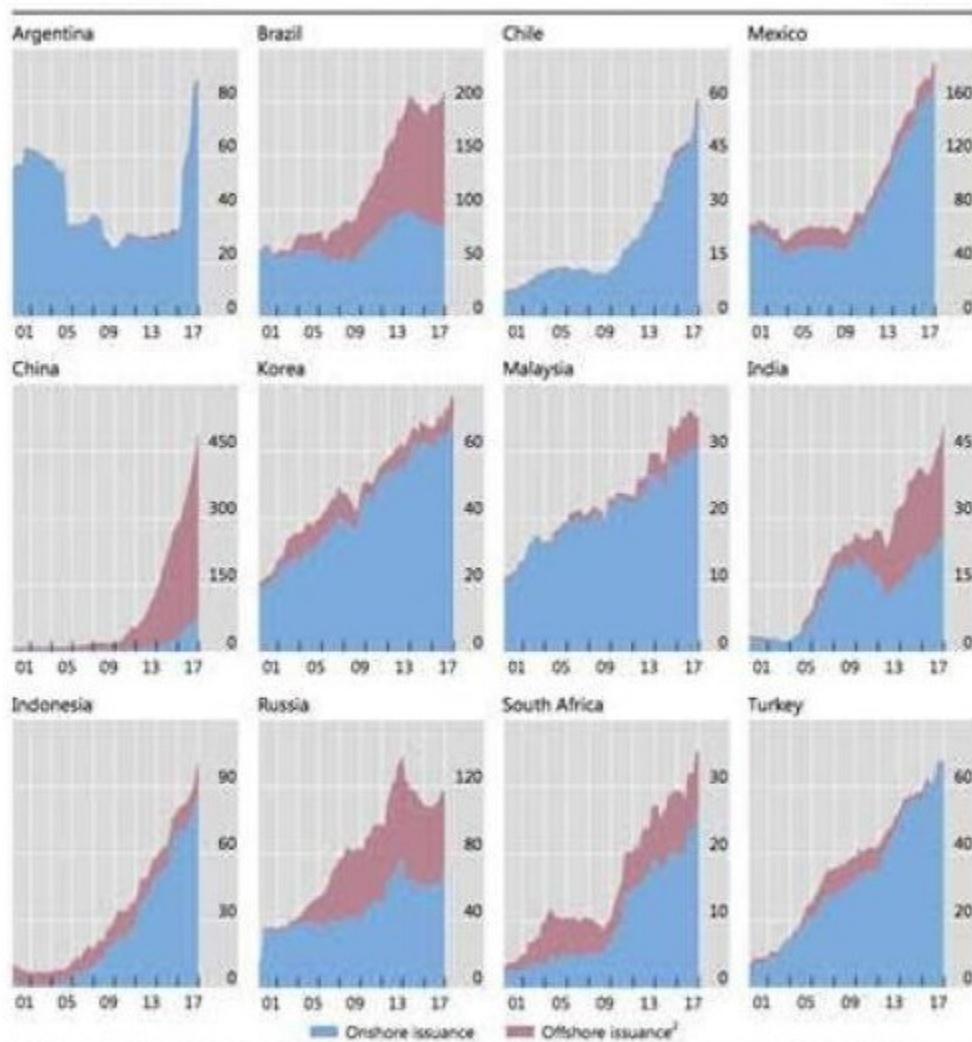 Argentina Brazil Chile Mexico
80 200 60 160
60 150 45 120
40 100 30 80
20 50 15 40
0 0 0 0
01 05 09 13 17 01 05 09 13 17 01 05 09 13 17 01 05 09 13 17
China Korea Malaysia India
450 60 30 45
300 40 20 30
150 20 10 15
0 0 0 0
01 05 09 13 17 01 05 09 13 17 01 05 09 13 17 01 05 09 13 17
Indonesia Russia South Africa Turkey
90 120 30 60
60 80 20 40
30 40 10 20
0 0 0 0
01 05 09 13 17 01 05 09 13 17 01 05 09 13 17 01 05 09 13 17
Onshore issuance Offshore issuance²